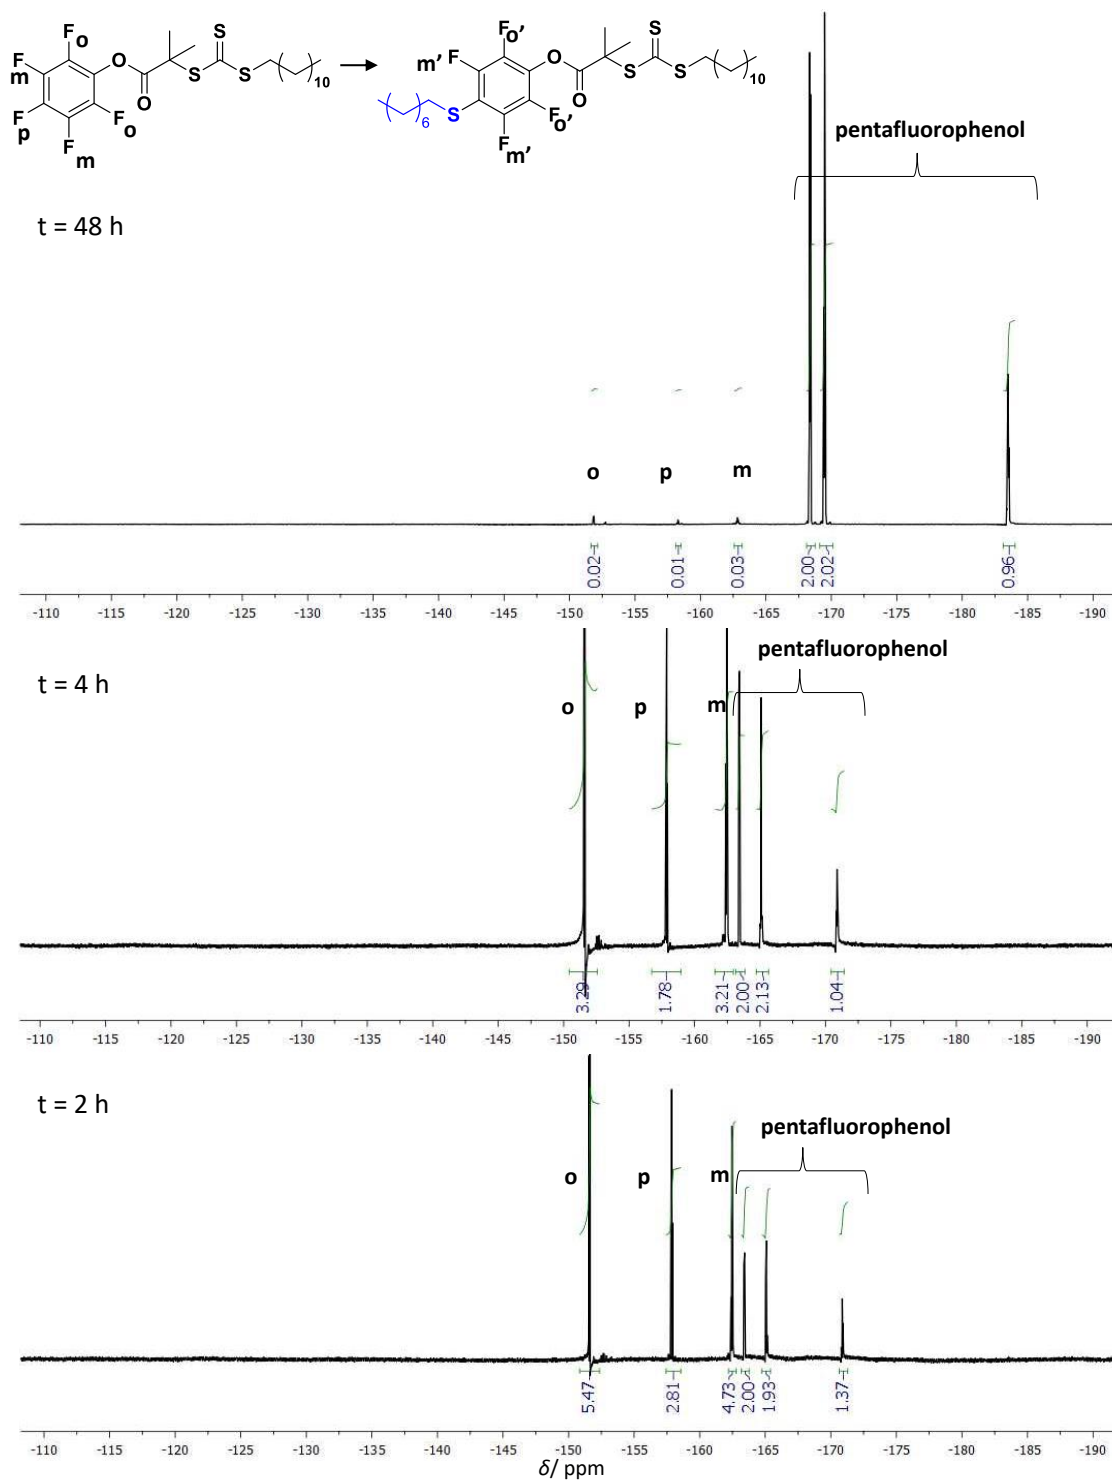 F o
F
m
F
p
F
m
F
o
O
O
S
S
S
10
F o'
m' F
F
o'
F
m'
S
6
O
O
S
S
S
10
pentafluorophenol
t = 48 h
o p m
0.02 0.01 0.03 2.00 2.02 0.96
-110 -115 -120 -125 -130 -135 -140 -145 -150 -155 -160 -165 -170 -175 -180 -185 -190
pentafluorophenol
t = 4 h
o p m
3.29 1.78 3.21 2.00 2.13 1.04
-110 -115 -120 -125 -130 -135 -140 -145 -150 -155 -160 -165 -170 -175 -180 -185 -190
t = 2 h
pentafluorophenol
o p m
5.47 2.81 4.73 2.00 1.93 1.37
-110 -115 -120 -125 -130 -135 -140 -145 -150 -155 -160 -165 -170 -175 -180 -185 -190
δ/ ppm